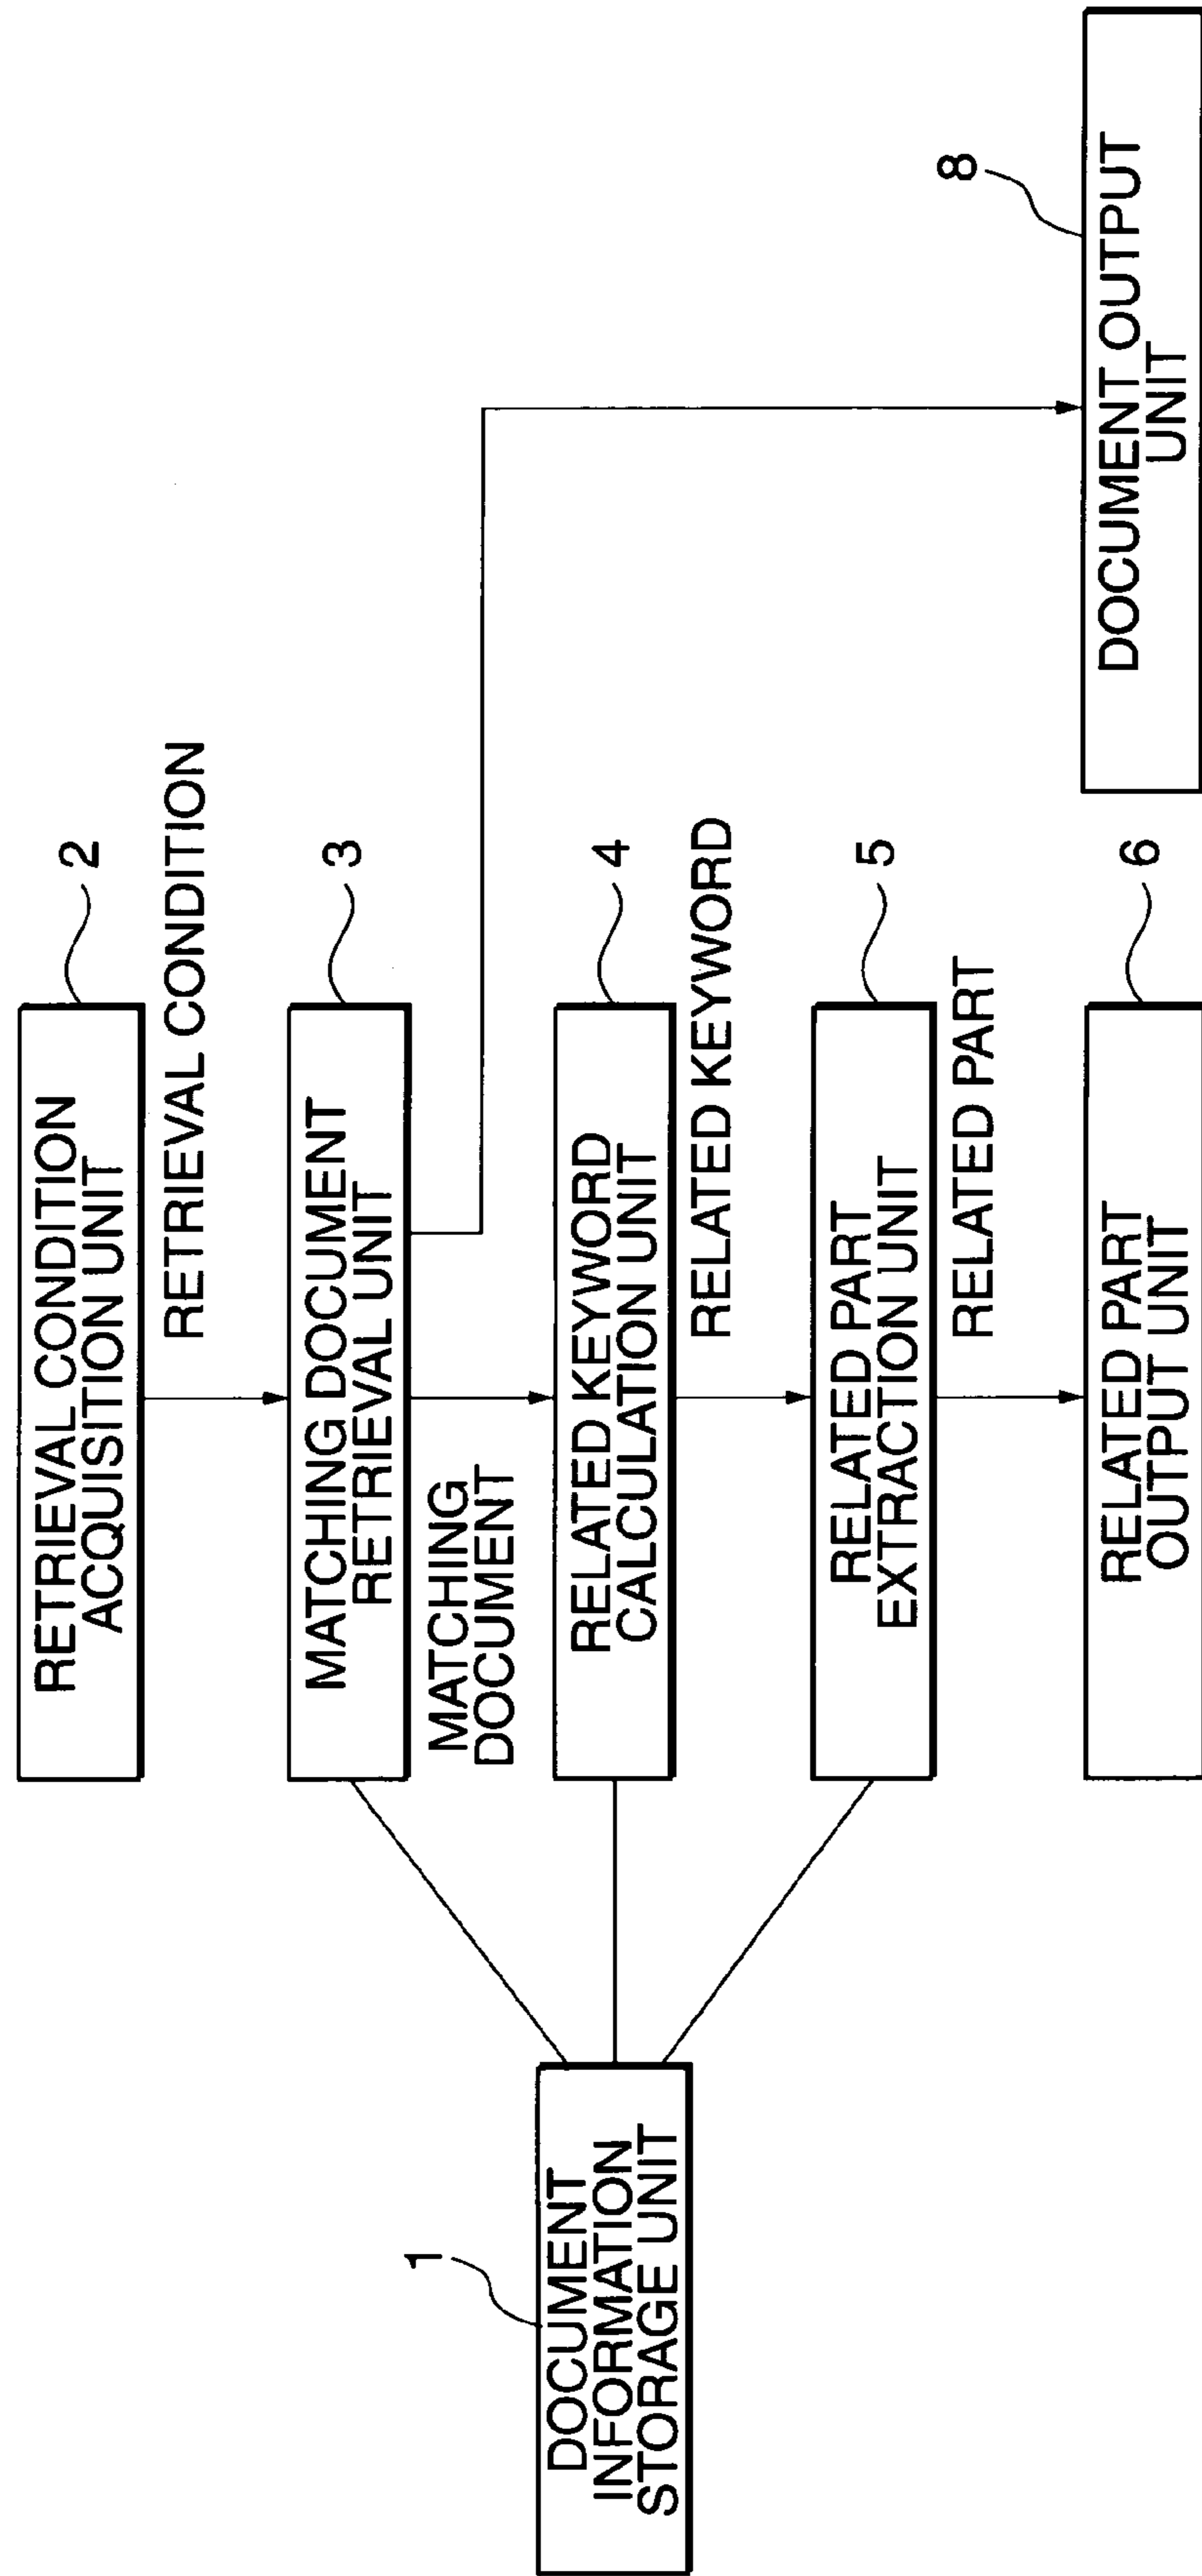 2
RETRIEVAL CONDITION
ACQUISITION UNIT
RETRIEVAL CONDITION
3
MATCHING DOCUMENT
RETRIEVAL UNIT
MATCHING
DOCUMENT
1
DOCUMENT
INFORMATION
STORAGE UNIT
4
RELATED KEYWORD
CALCULATION UNIT
RELATED KEYWORD
5
RELATED PART
EXTRACTION UNIT
RELATED PART
6
RELATED PART
OUTPUT UNIT
8
DOCUMENT OUTPUT
UNIT